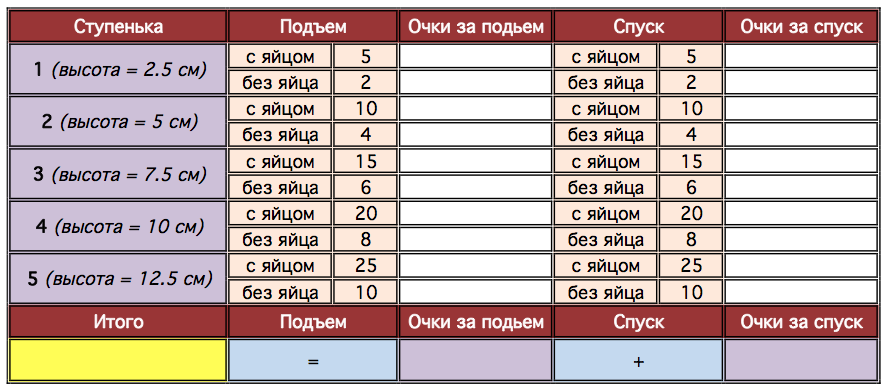 Ступенька Подъем Очки за подьем Спуск Очки за спуск
1 (высота = 2.5 см) с яйцом 5 с яйцом 5
без яйца 2 без яйца 2
2 (высота = 5 см) с яйцом 10 с яйцом 10
без яйца 4 без яйца 4
3 (высота = 7.5 см) с яйцом 15 с яйцом 15
без яйца 6 без яйца 6
4 (высота = 10 см) с яйцом 20 с яйцом 20
без яйца 8 без яйца 8
5 (высота = 12.5 см) с яйцом 25 с яйцом 25
без яйца 10 без яйца 10
Итого Подъем Очки за подьем Спуск Очки за спуск
= +